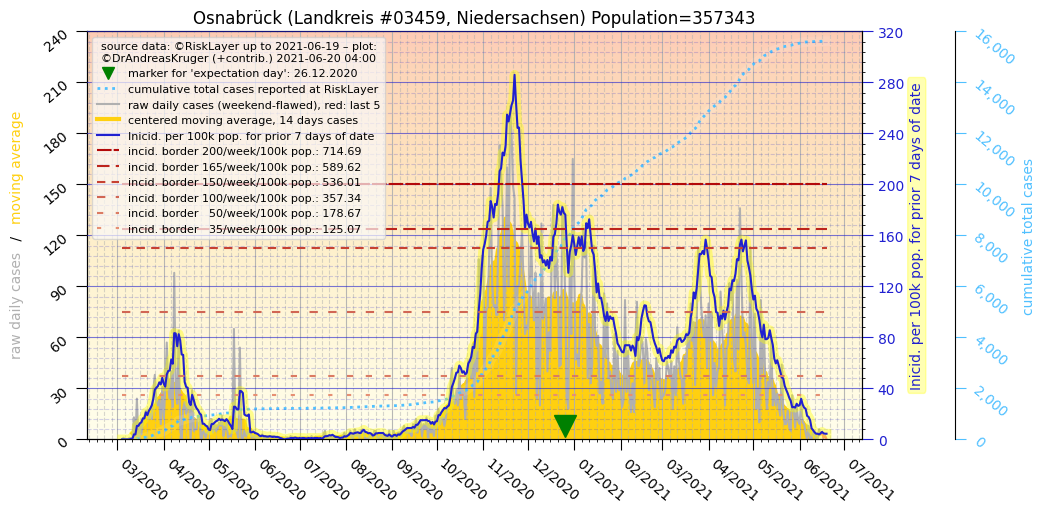 Osnabrück (Landkreis #03459, Niedersachsen) Population=357343
source data: ©RiskLayer up to 2021-06-19 – plot:
©DrAndreasKruger (+contrib.) 2021-06-20 04:00
marker for 'expectation day': 26.12.2020
cumulative total cases reported at RiskLayer
raw daily cases (weekend-flawed), red: last 5
centered moving average, 14 days cases
Inicid. per 100k pop. for prior 7 days of date
incid. border 200/week/100k pop.: 714.69
incid. border 165/week/100k pop.: 589.62
incid. border 150/week/100k pop.: 536.01
incid. border 100/week/100k pop.: 357.34
incid. border 50/week/100k pop.: 178.67
incid. border 35/week/100k pop.: 125.07
raw daily cases / moving average
240
210
180
150
120
90
60
30
0
320
280
240
200
160
120
80
40
0
Inicid. per 100k pop. for prior 7 days of date
16,000
14,000
12,000
10,000
8,000
6,000
4,000
2,000
0
cumulative total cases
03/2020
04/2020
05/2020
06/2020
07/2020
08/2020
09/2020
10/2020
11/2020
12/2020
01/2021
02/2021
03/2021
04/2021
05/2021
06/2021
07/2021